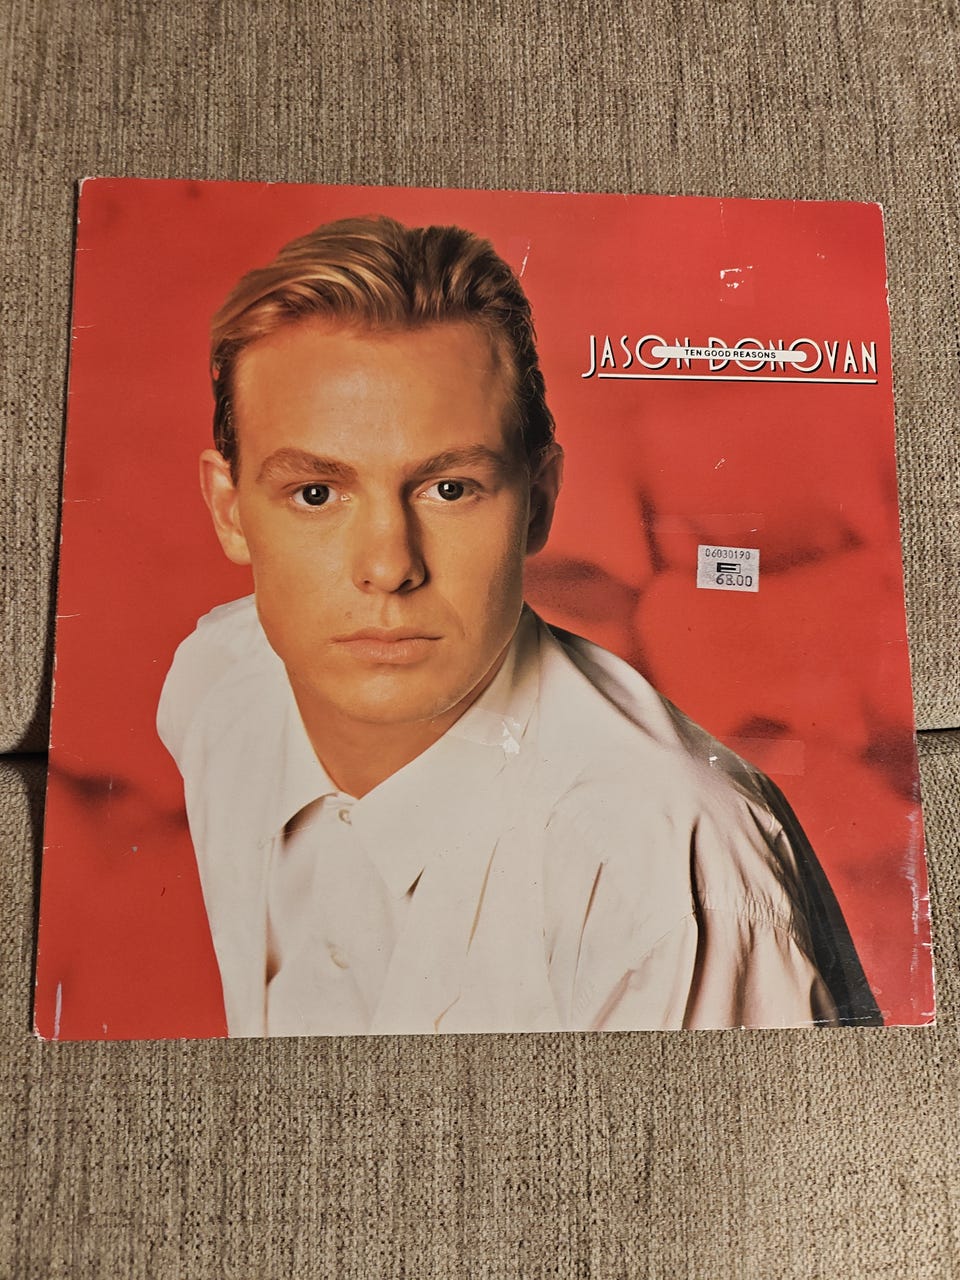 JASON DONOVAN
TEN GOOD REASONS
06030190
68.00